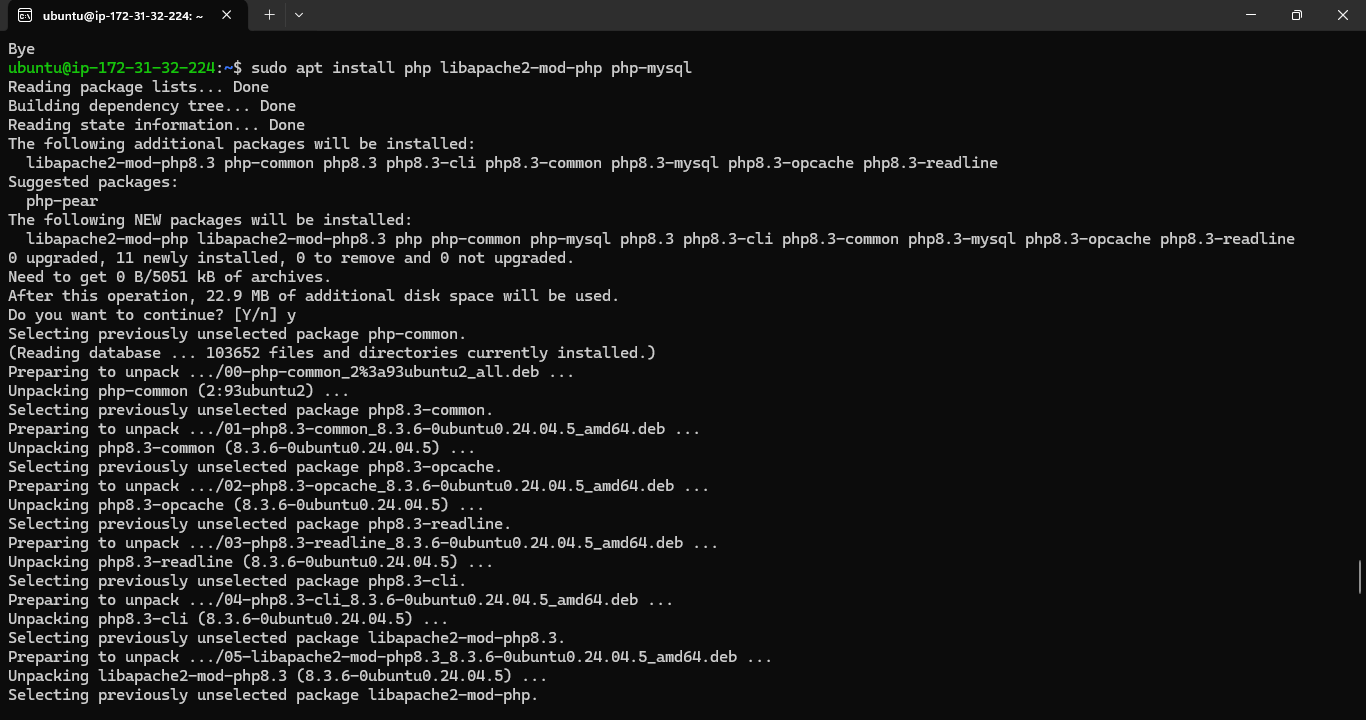 ubuntu@ip-172-31-32-224: ~
Bye
ubuntu@ip-172-31-32-224:~$ sudo apt install php libapache2-mod-php php-mysql
Reading package lists... Done
Building dependency tree... Done
Reading state information... Done
The following additional packages will be installed:
  libapache2-mod-php8.3 php-common php8.3 php8.3-cli php8.3-common php8.3-mysql php8.3-opcache php8.3-readline
Suggested packages:
  php-pear
The following NEW packages will be installed:
  libapache2-mod-php libapache2-mod-php8.3 php php-common php-mysql php8.3 php8.3-cli php8.3-common php8.3-mysql php8.3-opcache php8.3-readline
0 upgraded, 11 newly installed, 0 to remove and 0 not upgraded.
Need to get 0 B/5051 kB of archives.
After this operation, 22.9 MB of additional disk space will be used.
Do you want to continue? [Y/n] y
Selecting previously unselected package php-common.
(Reading database ... 103652 files and directories currently installed.)
Preparing to unpack .../00-php-common_2%3a93ubuntu2_all.deb ...
Unpacking php-common (2:93ubuntu2) ...
Selecting previously unselected package php8.3-common.
Preparing to unpack .../01-php8.3-common_8.3.6-0ubuntu0.24.04.5_amd64.deb ...
Unpacking php8.3-common (8.3.6-0ubuntu0.24.04.5) ...
Selecting previously unselected package php8.3-opcache.
Preparing to unpack .../02-php8.3-opcache_8.3.6-0ubuntu0.24.04.5_amd64.deb ...
Unpacking php8.3-opcache (8.3.6-0ubuntu0.24.04.5) ...
Selecting previously unselected package php8.3-readline.
Preparing to unpack .../03-php8.3-readline_8.3.6-0ubuntu0.24.04.5_amd64.deb ...
Unpacking php8.3-readline (8.3.6-0ubuntu0.24.04.5) ...
Selecting previously unselected package php8.3-cli.
Preparing to unpack .../04-php8.3-cli_8.3.6-0ubuntu0.24.04.5_amd64.deb ...
Unpacking php8.3-cli (8.3.6-0ubuntu0.24.04.5) ...
Selecting previously unselected package libapache2-mod-php8.3.
Preparing to unpack .../05-libapache2-mod-php8.3_8.3.6-0ubuntu0.24.04.5_amd64.deb ...
Unpacking libapache2-mod-php8.3 (8.3.6-0ubuntu0.24.04.5) ...
Selecting previously unselected package libapache2-mod-php.